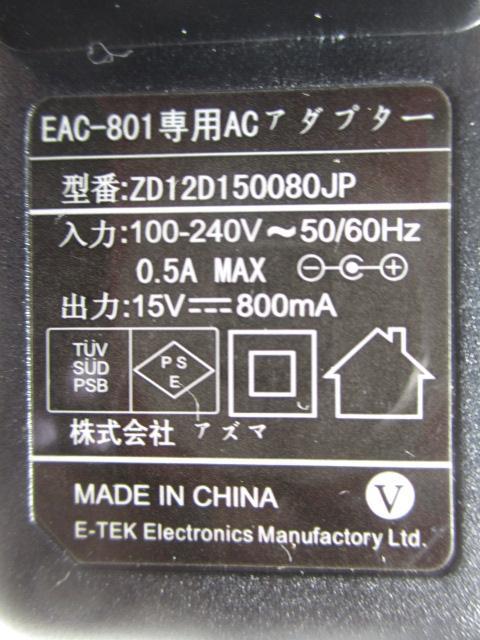 EAC-801専用ACアダプター
型番:ZD12D150080JP
入力:100-240V～50/60Hz
0.5A MAX
出力:15V⎓800mA
TÜV
SÜD
PSB
P S
E
株式会社 アズマ
MADE IN CHINA
V
E-TEK Electronics Manufactory Ltd.